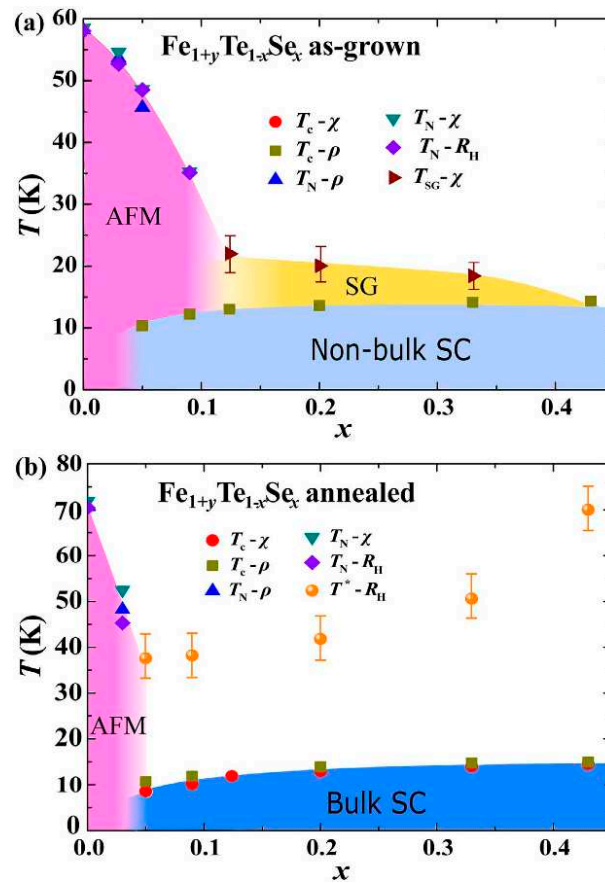 (a)
Fe1+yTe1-xSex as-grown
Tc - χ
Tc - ρ
TN - ρ
TN - χ
TN - RH
TSG - χ
AFM
SG
Non-bulk SC
T (K)
60
50
40
30
20
10
0
0.0 0.1 0.2 0.3 0.4
x
(b)
Fe1+yTe1-xSex annealed
Tc - χ
Tc - ρ
TN - ρ
TN - χ
TN - RH
T* - RH
AFM
Bulk SC
T (K)
80
70
60
50
40
30
20
10
0
0.0 0.1 0.2 0.3 0.4
x